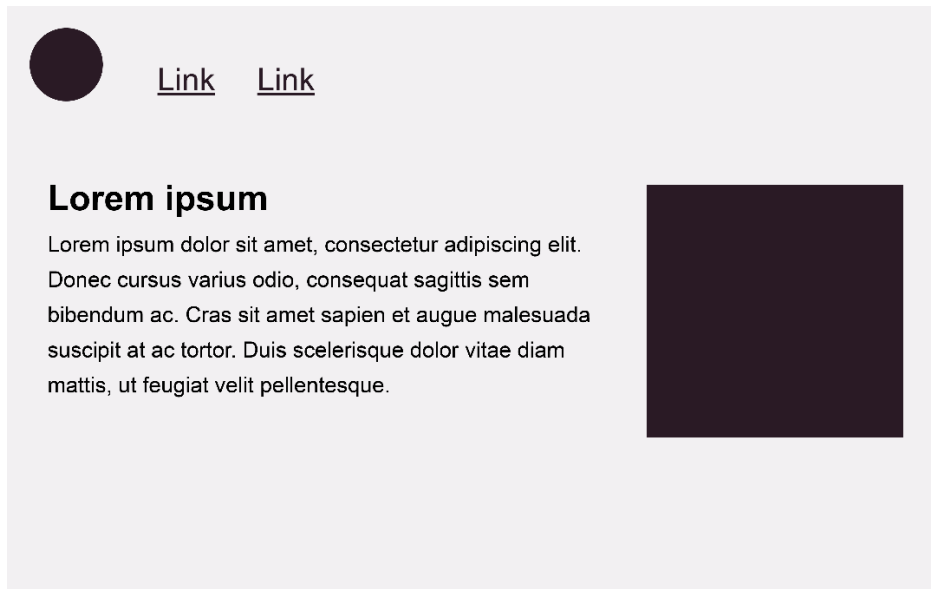 Link Link
Lorem ipsum
Lorem ipsum dolor sit amet, consectetur adipiscing elit.
Donec cursus varius odio, consequat sagittis sem
bibendum ac. Cras sit amet sapien et augue malesuada
suscipit at ac tortor. Duis scelerisque dolor vitae diam
mattis, ut feugiat velit pellentesque.